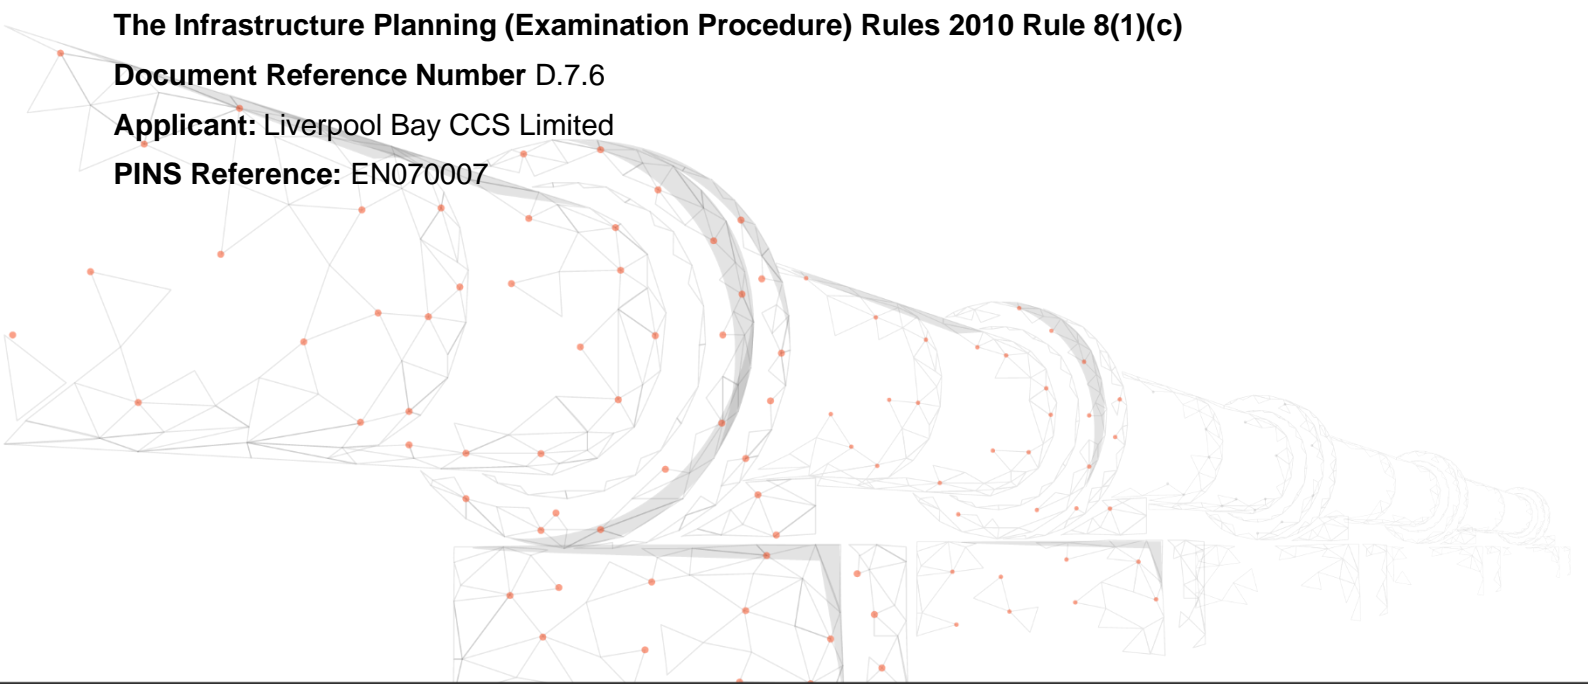 The Infrastructure Planning (Examination Procedure) Rules 2010 Rule 8(1)(c)
Document Reference Number D.7.6
Applicant: Liverpool Bay CCS Limited
PINS Reference: EN070007